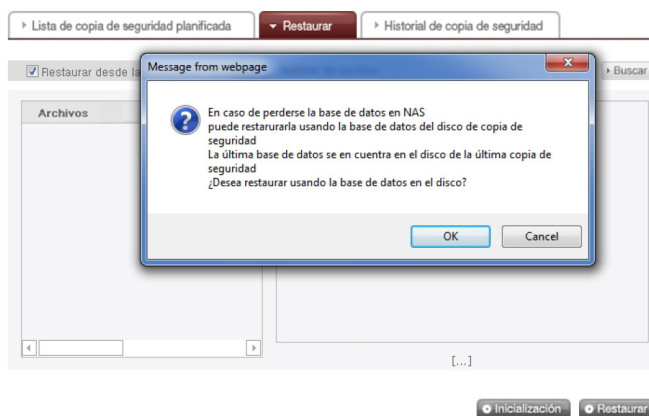 Lista de copia de seguridad planificada
Restaurar
Historial de copia de seguridad
Restaurar desde la
Message from webpage
Buscar
Archivos
En caso de perderse la base de datos en NAS
puede restaurarla usando la base de datos del disco de copia de
seguridad
La última base de datos se en cuentra en el disco de la última copia de
seguridad
¿Desea restaurar usando la base de datos en el disco?
OK
Cancel
[...]
Inicialización
Restaurar